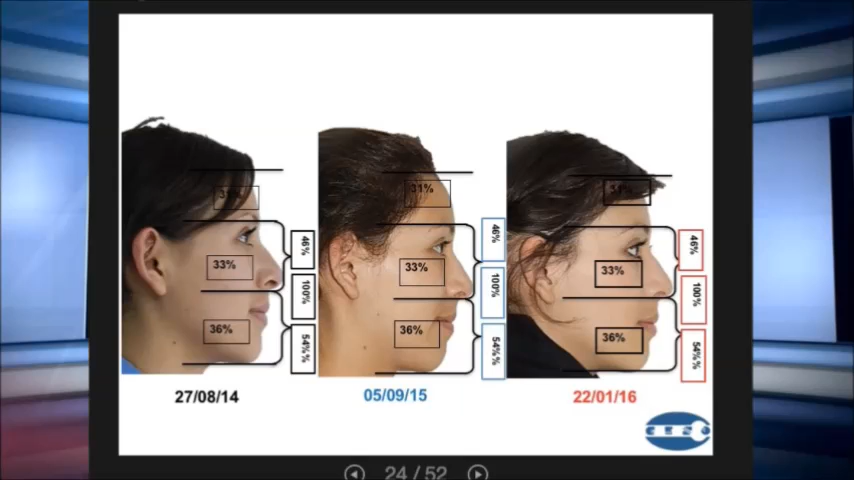 31% 31%
46% 46% 46%
33% 33% 33%
100% 100% 100%
36% 36% 36%
54%% 54%% 54%%
27/08/14 05/09/15 22/01/16
24 / 52